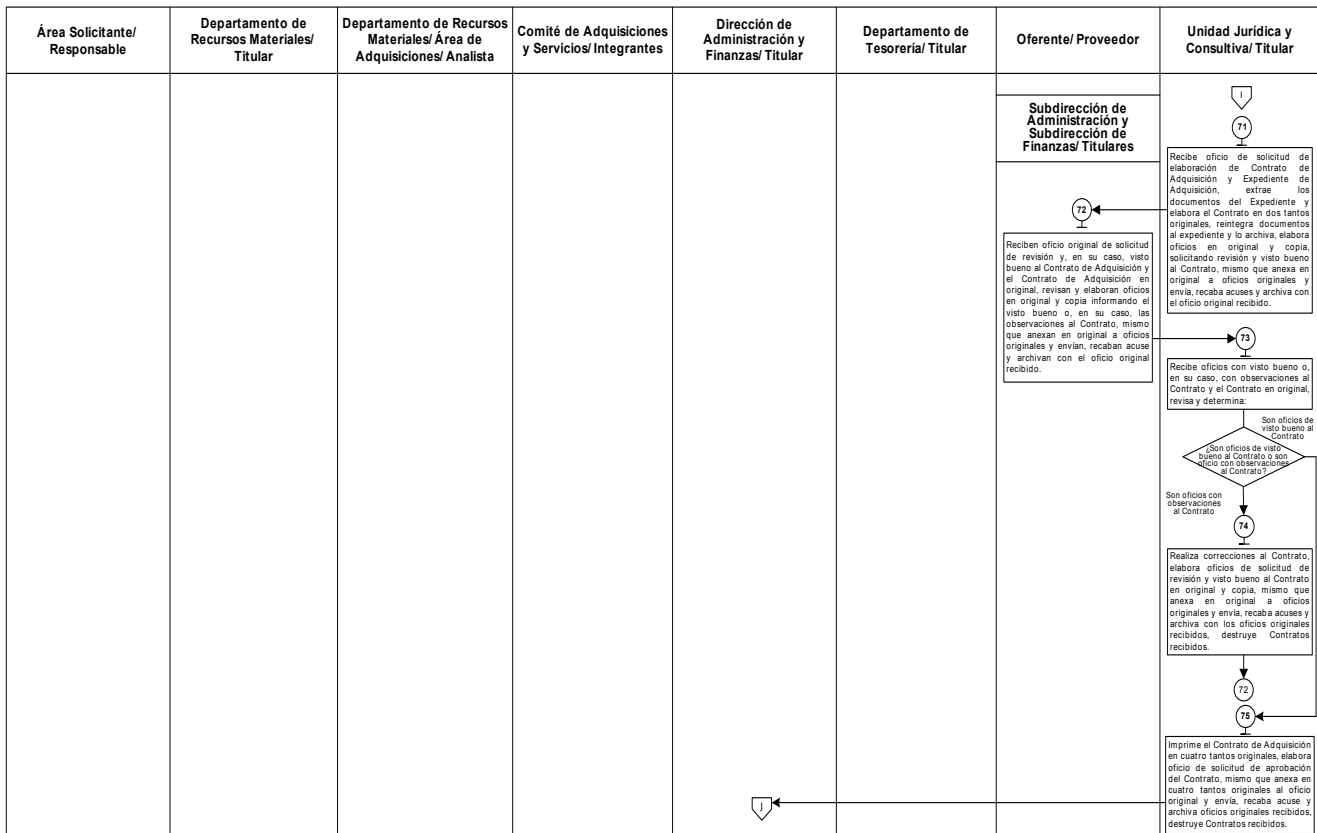 Área Solicitante/
Responsable
Departamento de
Recursos Materiales/
Titular
Departamento de Recursos
Materiales/ Área de
Adquisiciones/ Analista
Comité de Adquisiciones
y Servicios/ Integrantes
Dirección de
Administración y
Finanzas/ Titular
Departamento de
Tesorería/ Titular
Oferente/ Proveedor
Unidad Jurídica y
Consultiva/ Titular
I
Subdirección de
Administración y
Subdirección de
Finanzas/ Titulares
71
Recibe oficio de solicitud de
elaboración de Contrato de
Adquisición y Expediente de
Adquisición, extrae los
documentos del Expediente y
elabora el Contrato en dos tantos
originales, reintegra documentos
al expediente y lo archiva, elabora
oficios en original y copia,
solicitando revisión y visto bueno
al Contrato, mismo que anexa en
original a oficios originales y
envía, recaba acuses y archiva con
el oficio original recibido.
72
Reciben oficio original de solicitud
de revisión y, en su caso, visto
bueno al Contrato de Adquisición y
el Contrato de Adquisición en
original, revisan y elaboran oficios
en original y copia informando el
visto bueno o, en su caso, las
observaciones al Contrato, mismo
que anexan en original a oficios
originales y envían, recaban acuse
y archivan con el oficio original
recibido.
73
Recibe oficios con visto bueno o,
en su caso, con observaciones al
Contrato y el Contrato en original,
revisa y determina:
Son oficios de
visto bueno al
Contrato
¿Son oficios de visto
bueno al Contrato o son
oficio con observaciones
al Contrato?
Son oficios con
observaciones
al Contrato
74
Realiza correcciones al Contrato,
elabora oficios de solicitud de
revisión y visto bueno al Contrato
en original y copia, mismo que
anexa en original a oficios
originales y envía, recaba acuses y
archiva con los oficios originales
recibidos, destruye Contratos
recibidos.
72
75
Imprime el Contrato de Adquisición
en cuatro tantos originales, elabora
oficio de solicitud de aprobación
del Contrato, mismo que anexa en
cuatro tantos originales al oficio
original y envía, recaba acuse y
archiva oficios originales recibidos,
destruye Contratos recibidos.
J